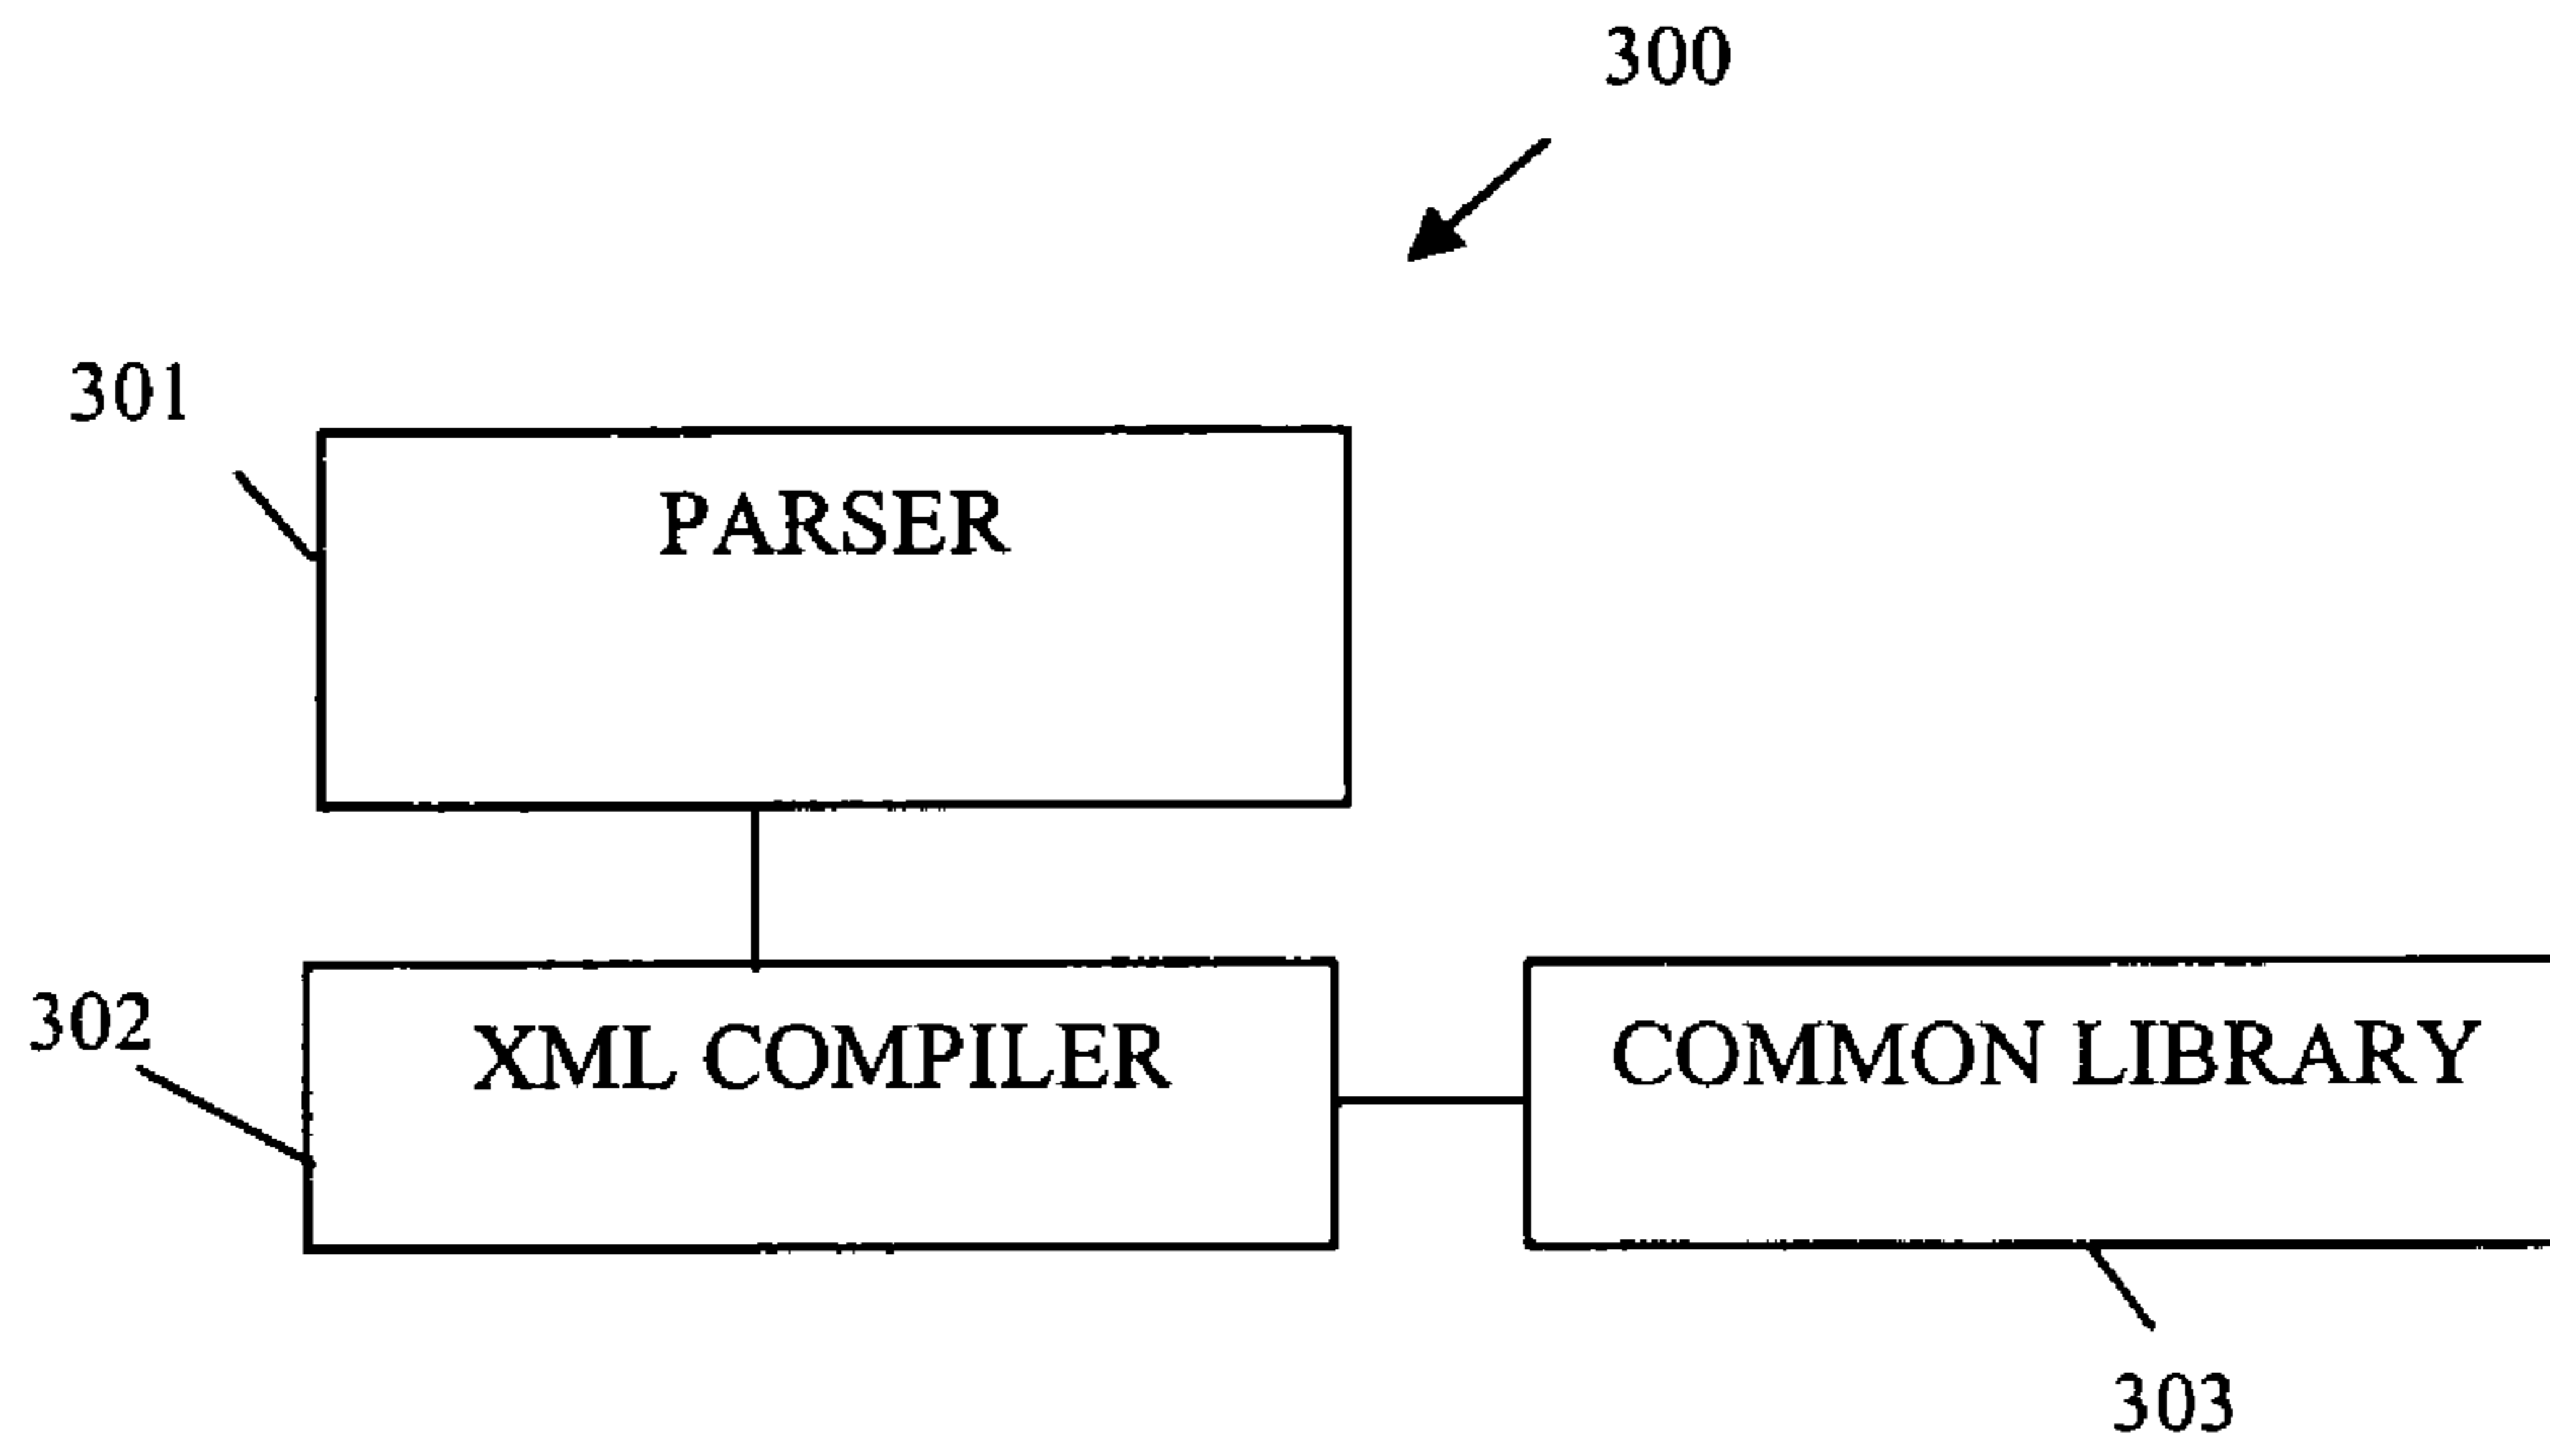 300
301
PARSER
302
XML COMPILER
COMMON LIBRARY
303